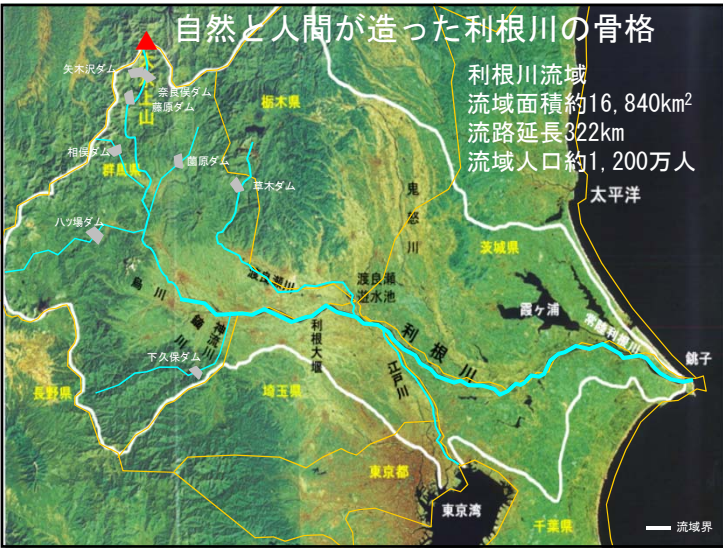 自然と人間が造った利根川の骨格
利根川流域
流域面積約16,840km²
流路延長322km
流域人口約1,200万人
矢木沢ダム
奈良俣ダム
藤原ダム
栃木県
相俣ダム
群馬県
薗原ダム
草木ダム
鬼怒川
太平洋
八ッ場ダム
茨城県
渡良瀬川
渡良瀬
遊水池
烏川
鏑川
神流川
利根大堰
利根川
霞ヶ浦
常陸利根川
銚子
下久保ダム
江戸川
長野県
埼玉県
東京都
東京湾
千葉県
流域界